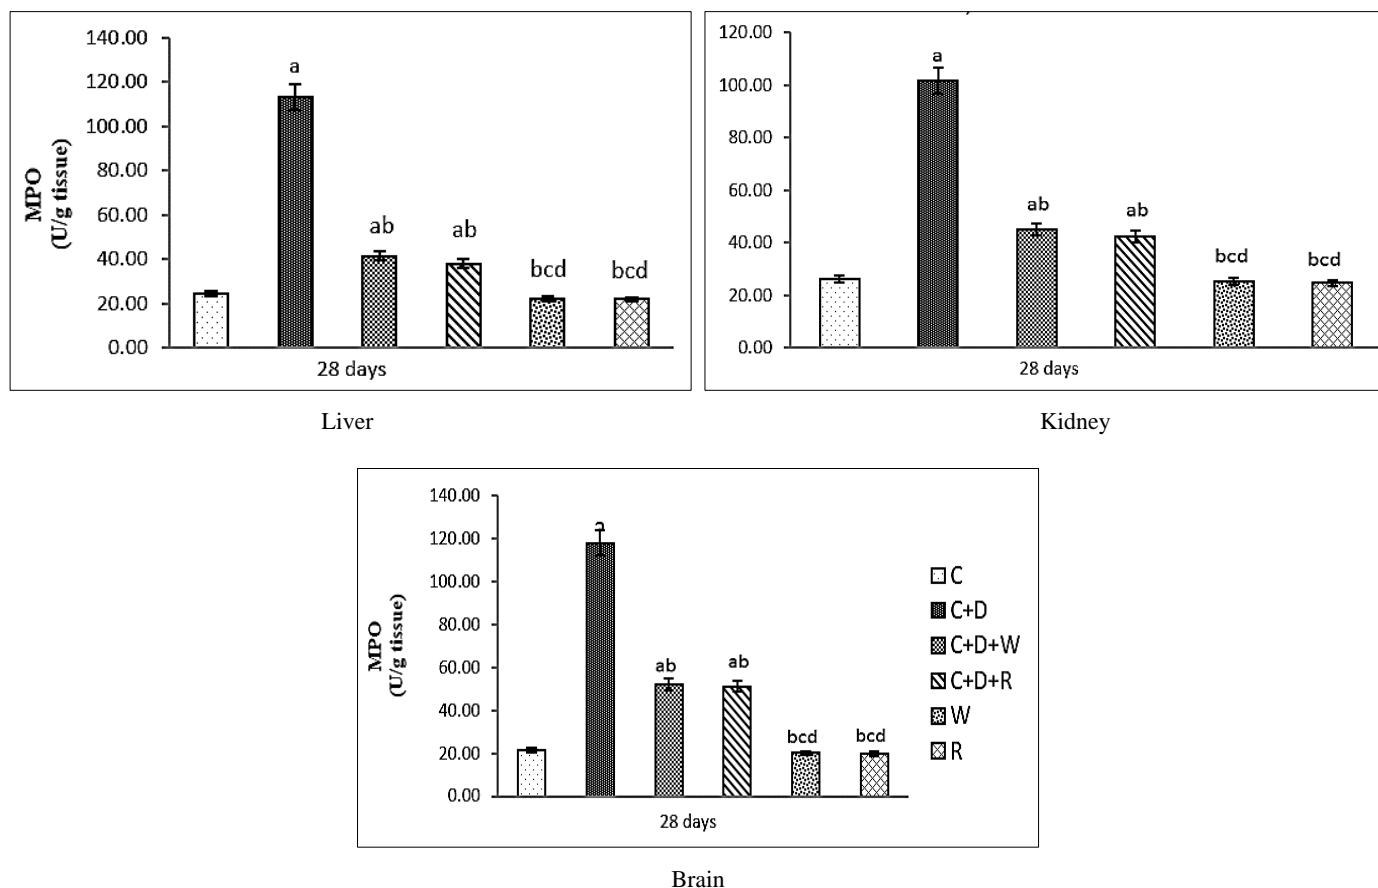 140.00
120.00
100.00
80.00
60.00
40.00
20.00
0.00
MPO
(U/g tissue)
a
ab
ab
bcd
bcd
28 days
Liver
120.00
100.00
80.00
60.00
40.00
20.00
0.00
a
ab
ab
bcd
bcd
28 days
Kidney
140.00
120.00
100.00
80.00
60.00
40.00
20.00
0.00
MPO
(U/g tissue)
a
ab
ab
bcd
bcd
28 days
C
C+D
C+D+W
C+D+R
W
R
Brain